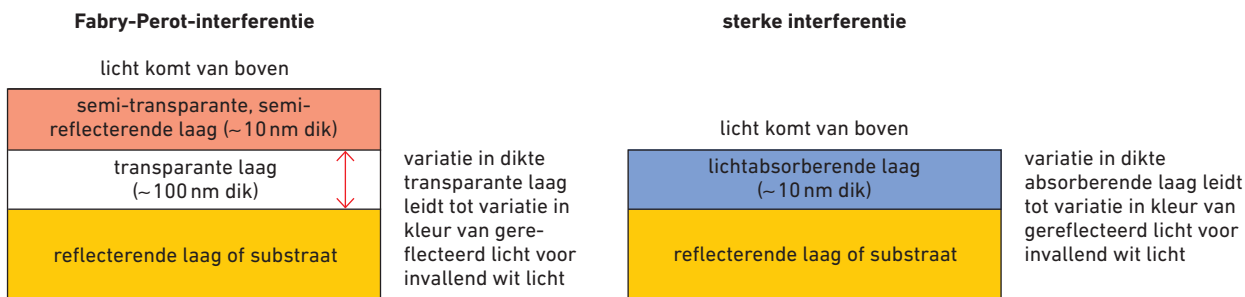 Fabry-Perot-interferentie
licht komt van boven
semi-transparante, semi-
reflecterende laag (~10 nm dik)
transparante laag
(~100 nm dik)
reflecterende laag of substraat
variatie in dikte
transparante laag
leidt tot variatie in
kleur van gere-
flecteerd licht voor
invallend wit licht
sterke interferentie
licht komt van boven
lichtabsorberende laag
(~10 nm dik)
reflecterende laag of substraat
variatie in dikte
absorberende laag leidt
tot variatie in kleur van
gereflecteerd licht voor
invallend wit licht